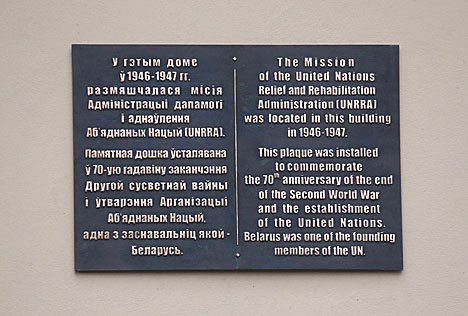 У гэтым доме
ў 1946-1947 гг.
размяшчалася місія
Адміністрацыі дапамогі
і аднаўлення
Аб'яднаных Нацый (UNRRA).
Памятная дошка ўсталявана
ў 70-ую гадавіну заканчэння
Другой сусветнай вайны
і ўтварэння Арганізацыі
Аб'яднаных Нацый,
адна з заснавальніц якой -
Беларусь.
The Mission
of the United Nations
Relief and Rehabilitation
Administration (UNRRA)
was located in this building
in 1946-1947.
This plaque was installed
to commemorate
the 70th anniversary of the end
of the Second World War
and the establishment
of the United Nations.
Belarus was one of the founding
members of the UN.